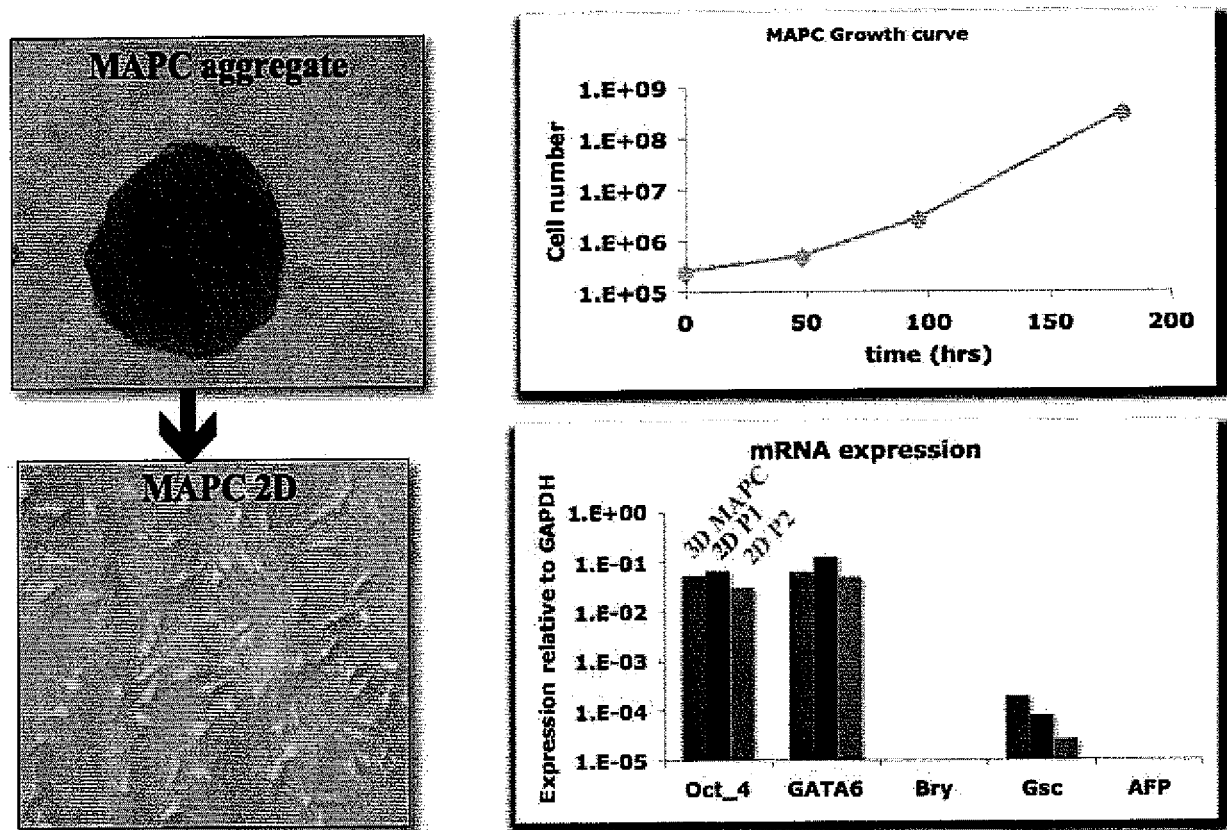 MAPC aggregate
MAPC 2D
MAPC Growth curve
Cell number
1.E+09
1.E+08
1.E+07
1.E+06
1.E+05
0 50 100 150 200
time (hrs)
mRNA expression
Expression relative to GAPDH
1.E+00
1.E-01
1.E-02
1.E-03
1.E-04
1.E-05
3D MAPC
2D P1
2D P2
Oct_4 GATA6 Bry Gsc AFP